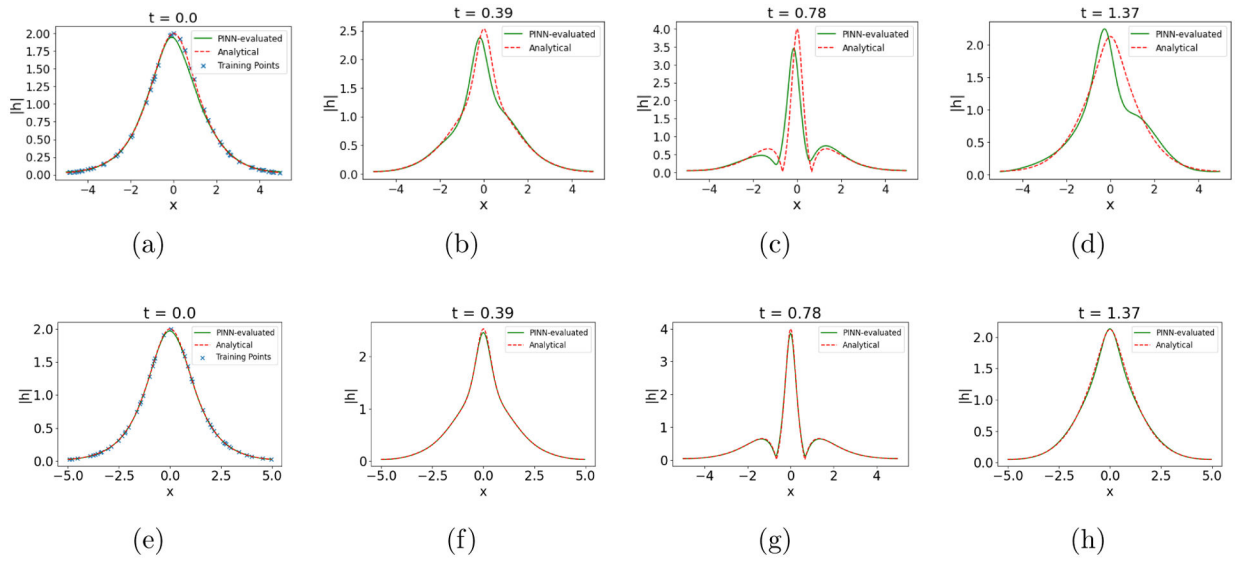 t = 0.0
PINN-evaluated
Analytical
Training Points
2.00
1.75
1.50
1.25
1.00
0.75
0.50
0.25
0.00
|h|
−4 −2 0 2 4
x
(a)
t = 0.39
PINN-evaluated
Analytical
2.5
2.0
1.5
1.0
0.5
0.0
|h|
−4 −2 0 2 4
x
(b)
t = 0.78
PINN-evaluated
Analytical
4.0
3.5
3.0
2.5
2.0
1.5
1.0
0.5
0.0
|h|
−4 −2 0 2 4
x
(c)
t = 1.37
PINN-evaluated
Analytical
2.0
1.5
1.0
0.5
0.0
|h|
−4 −2 0 2 4
x
(d)
t = 0.0
PINN-evaluated
Analytical
Training Points
2.0
1.5
1.0
0.5
0.0
|h|
−5.0 −2.5 0.0 2.5 5.0
x
(e)
t = 0.39
PINN-evaluated
Analytical
2
1
0
|h|
−5.0 −2.5 0.0 2.5 5.0
x
(f)
t = 0.78
PINN-evaluated
Analytical
4
3
2
1
0
|h|
−4 −2 0 2 4
x
(g)
t = 1.37
PINN-evaluated
Analytical
2.0
1.5
1.0
0.5
0.0
|h|
−5.0 −2.5 0.0 2.5 5.0
x
(h)